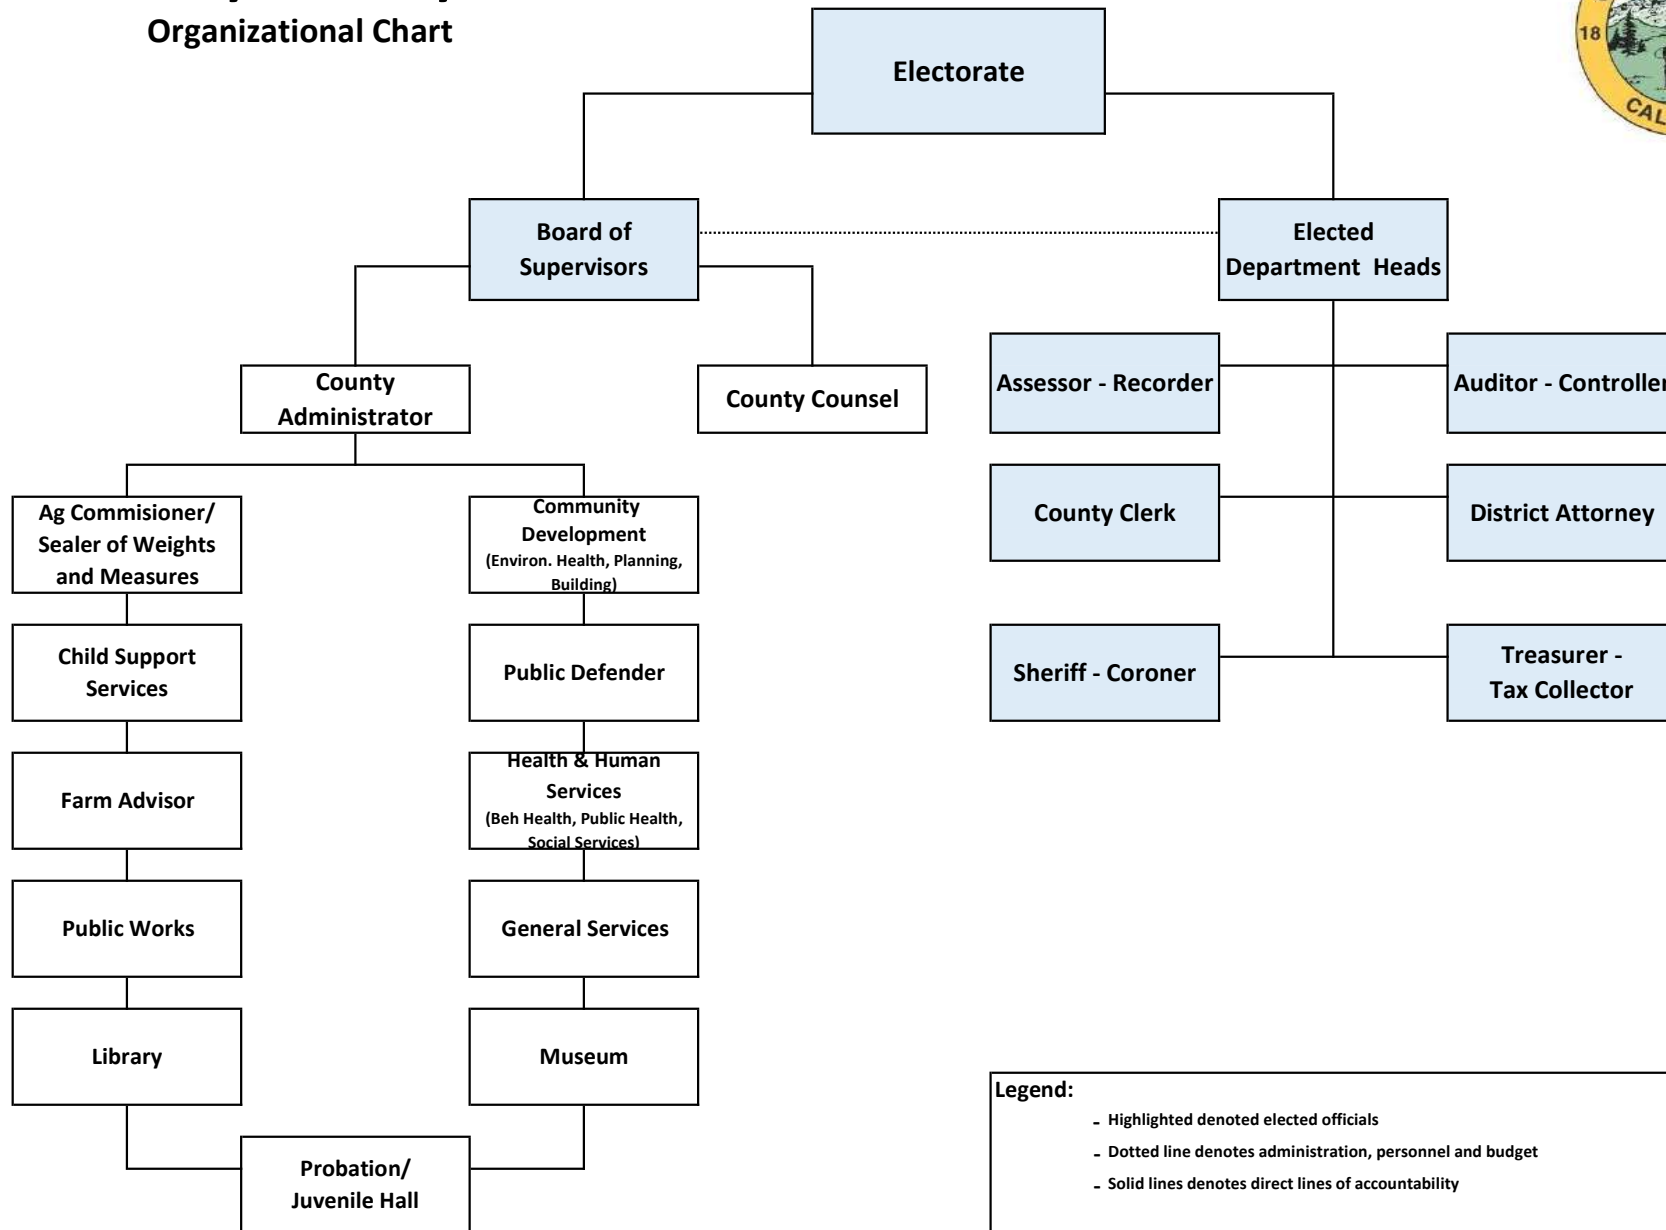 Organizational Chart
18
CAL
Electorate
Board of
Supervisors
Elected
Department Heads
County
Administrator
County Counsel
Assessor - Recorder
Auditor - Controller
Ag Commisioner/
Sealer of Weights
and Measures
Community
Development
(Environ. Health, Planning,
Building)
County Clerk
District Attorney
Child Support
Services
Public Defender
Sheriff - Coroner
Treasurer -
Tax Collector
Farm Advisor
Health & Human
Services
(Beh Health, Public Health,
Social Services)
Public Works
General Services
Library
Museum
Probation/
Juvenile Hall
Legend:
- Highlighted denoted elected officials
- Dotted line denotes administration, personnel and budget
- Solid lines denotes direct lines of accountability